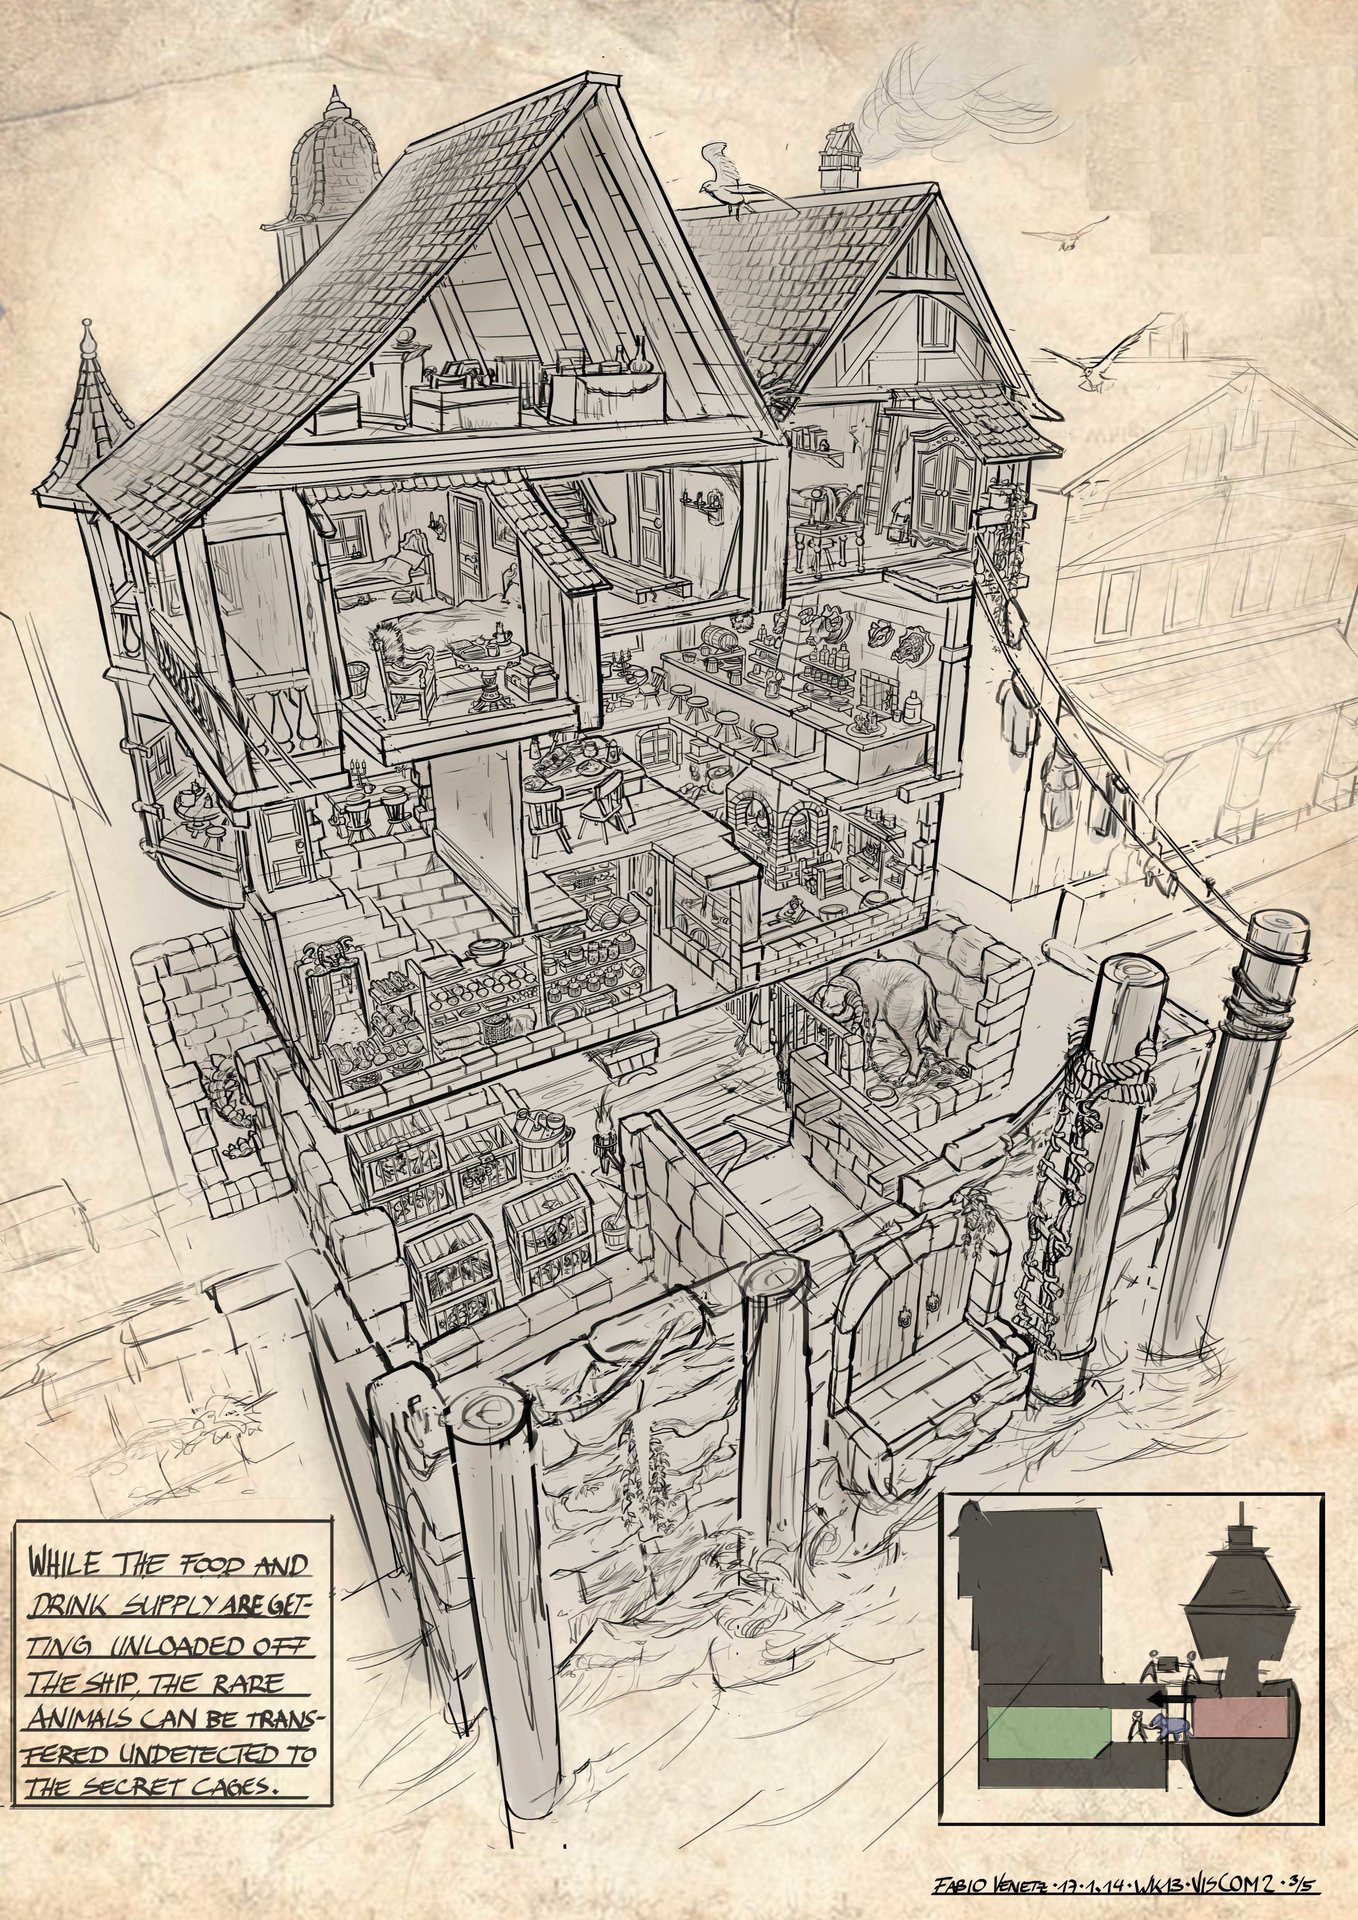 WHILE THE FOOD AND
DRINK SUPPLY ARE GET-
TING UNLOADED OFF
THE SHIP, THE RARE
ANIMALS CAN BE TRANS-
FERED UNDETECTED TO
THE SECRET CAGES.
FABIO VENETZ · 17·1·14 · WK13 · VISCOM2 · 3/5